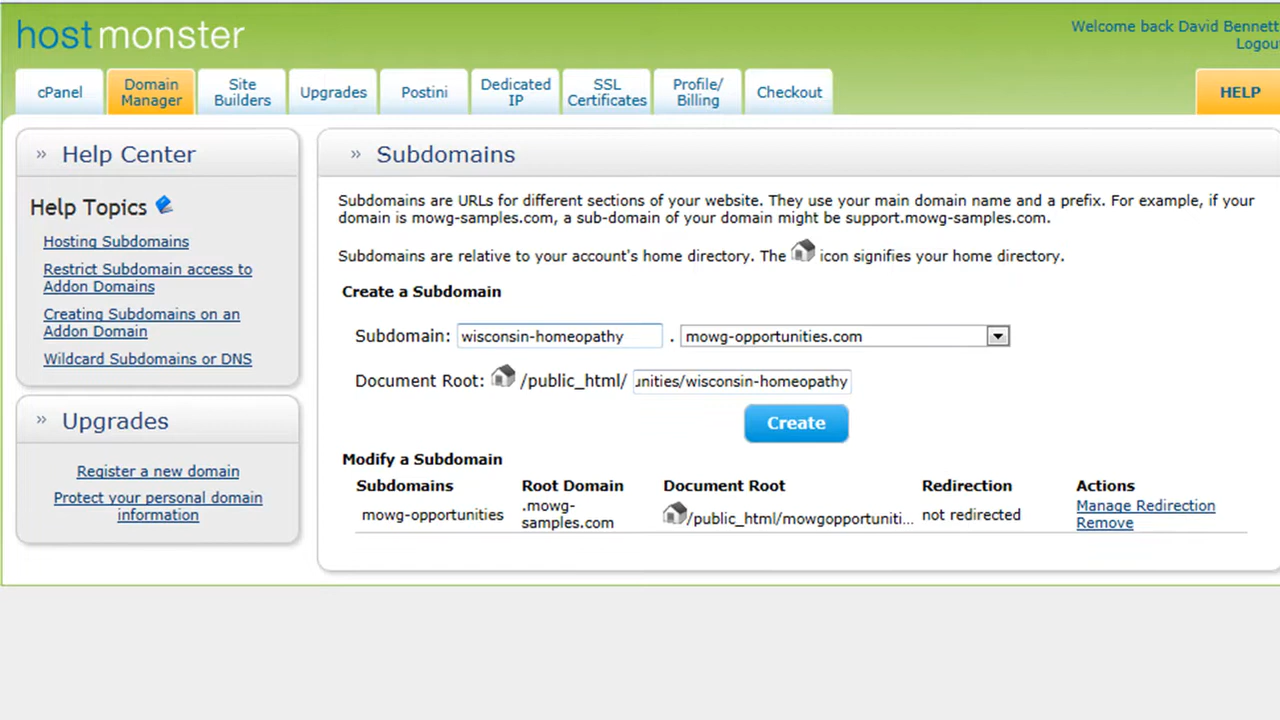 hostmonster
Welcome back David Bennett
Logout
cPanel
Domain
Manager
Site
Builders
Upgrades
Postini
Dedicated
IP
SSL
Certificates
Profile/
Billing
Checkout
HELP
» Help Center
Help Topics
Hosting Subdomains
Restrict Subdomain access to
Addon Domains
Creating Subdomains on an
Addon Domain
Wildcard Subdomains or DNS
» Upgrades
Register a new domain
Protect your personal domain
information
» Subdomains
Subdomains are URLs for different sections of your website. They use your main domain name and a prefix. For example, if your
domain is mowg-samples.com, a sub-domain of your domain might be support.mowg-samples.com.
Subdomains are relative to your account's home directory. The icon signifies your home directory.
Create a Subdomain
Subdomain: wisconsin-homeopathy . mowg-opportunities.com
Document Root: /public_html/ unities/wisconsin-homeopathy
Create
Modify a Subdomain
Subdomains Root Domain Document Root Redirection Actions
mowg-opportunities .mowg-
samples.com /public_html/mowgopportuniti... not redirected Manage Redirection
Remove